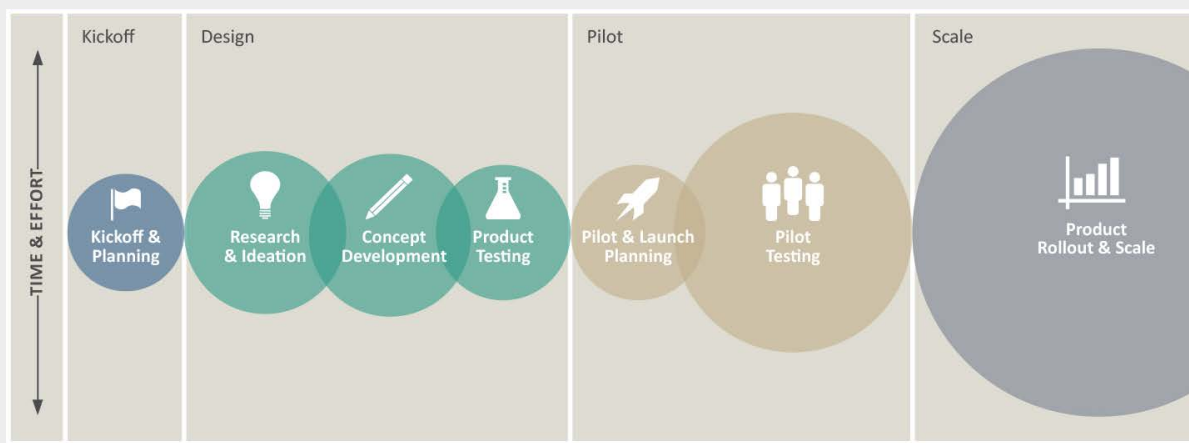 Kickoff
Design
Pilot
Scale
TIME & EFFORT
Kickoff &
Planning
Research
& Ideation
Concept
Development
Product
Testing
Pilot & Launch
Planning
Pilot
Testing
Product
Rollout & Scale